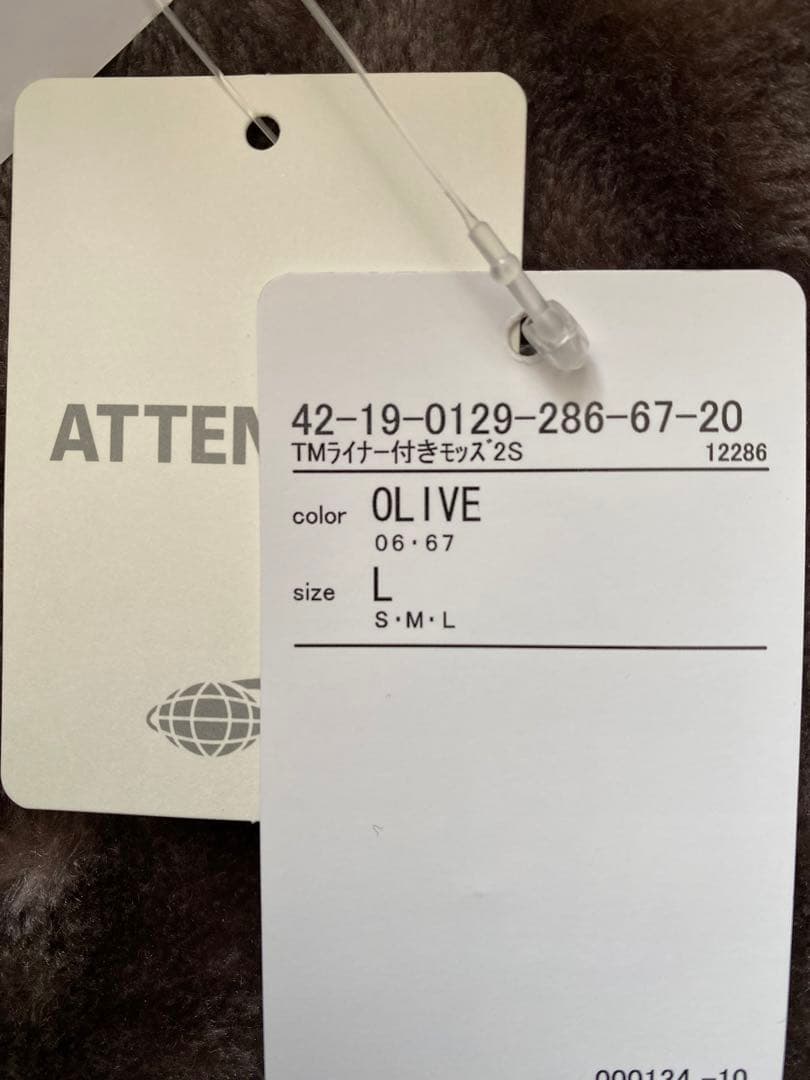 ATTEN
42-19-0129-286-67-20
TMライナー付きモッズ2S 12286
color OLIVE
06・67
size L
S・M・L